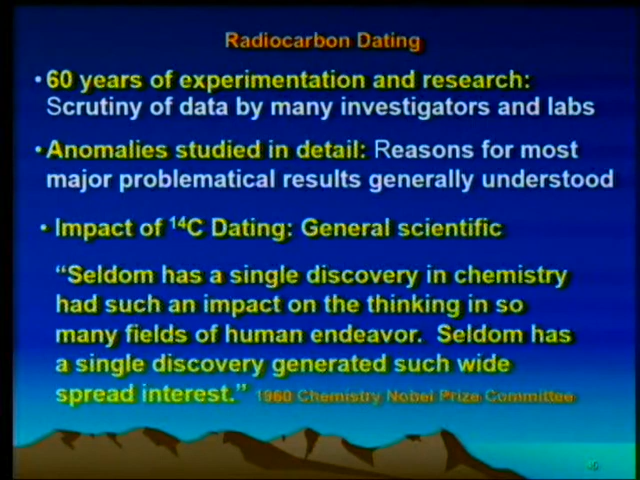 Radiocarbon Dating
• 60 years of experimentation and research:
Scrutiny of data by many investigators and labs
• Anomalies studied in detail: Reasons for most
major problematical results generally understood
• Impact of ¹⁴C Dating: General scientific
“Seldom has a single discovery in chemistry
had such an impact on the thinking in so
many fields of human endeavor. Seldom has
a single discovery generated such wide
spread interest.” 1960 Chemistry Nobel Prize Committee